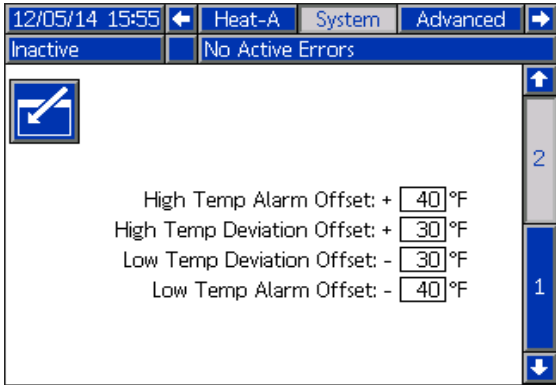 12/05/14 15:55 Heat-A System Advanced
Inactive No Active Errors
2
High Temp Alarm Offset: + 40 °F
High Temp Deviation Offset: + 30 °F
Low Temp Deviation Offset: - 30 °F
Low Temp Alarm Offset: - 40 °F
1